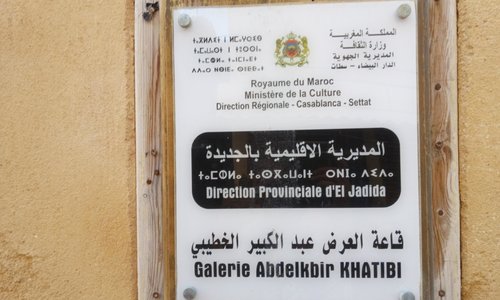 المملكة المغربية
وزارة الثقافة
المديرية الجهوية
الدار البيضاء - سطات
Royaume du Maroc
Ministère de la Culture
Direction Régionale - Casablanca - Settat
المديرية الاقليمية بالجديدة
Direction Provinciale d'El Jadida
قاعة العرض عبد الكبير الخطيبي
Galerie Abdelkbir KHATIBI